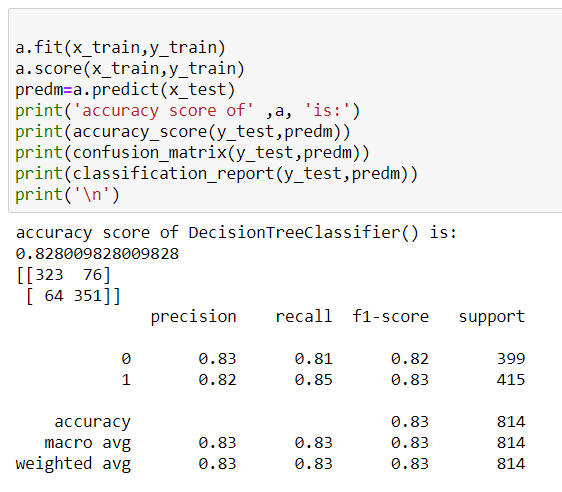 a.fit(x_train,y_train)
a.score(x_train,y_train)
predm=a.predict(x_test)
print('accuracy score of' ,a, 'is:')
print(accuracy_score(y_test,predm))
print(confusion_matrix(y_test,predm))
print(classification_report(y_test,predm))
print('\n')
accuracy score of DecisionTreeClassifier() is:
0.828009828009828
[[323  76]
 [ 64 351]]
              precision    recall  f1-score   support
           0       0.83      0.81      0.82       399
           1       0.82      0.85      0.83       415
    accuracy                           0.83       814
   macro avg       0.83      0.83      0.83       814
weighted avg       0.83      0.83      0.83       814